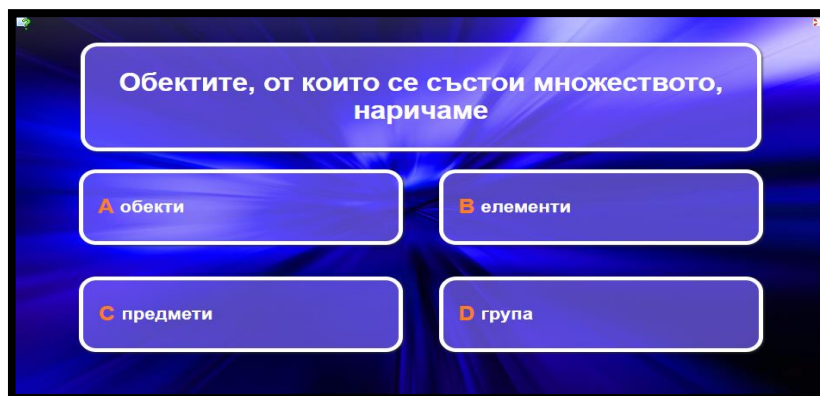 Обектите, от които се състои множеството,
наричаме
A обекти
B елементи
C предмети
D група